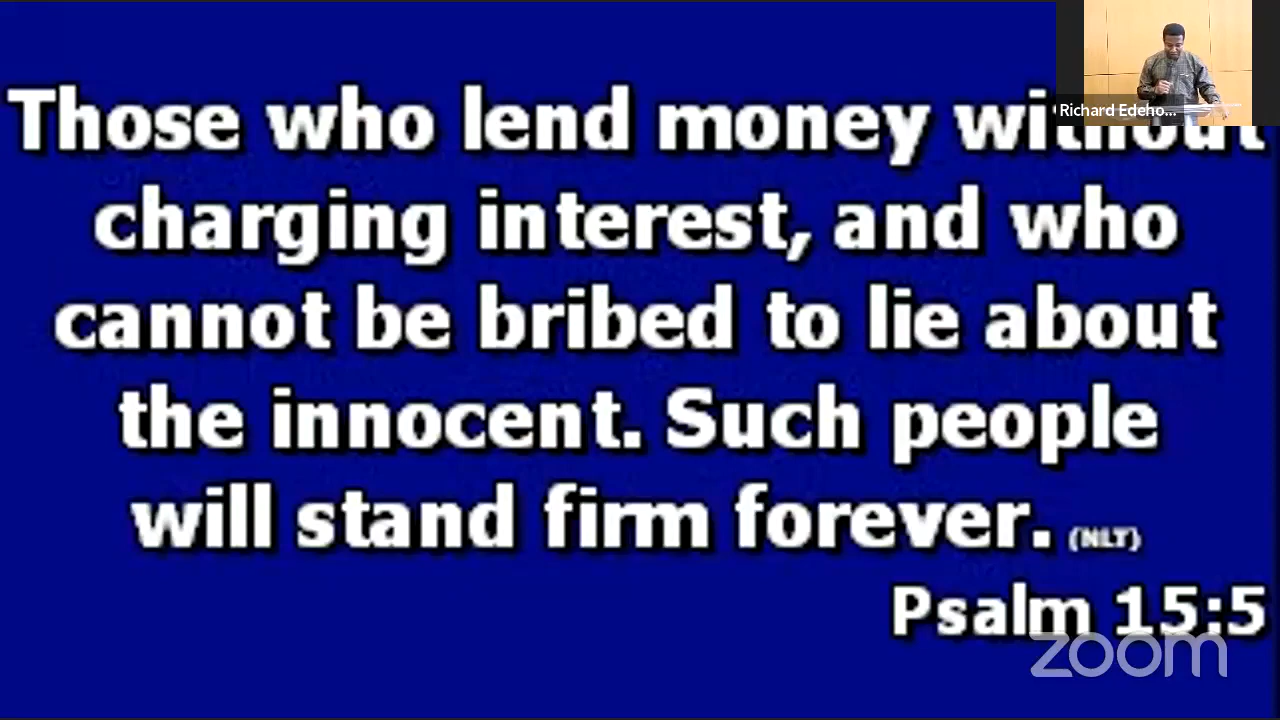 Those who lend money without
Richard Edeho...
charging interest, and who
cannot be bribed to lie about
the innocent. Such people
will stand firm forever. (NLT)
Psalm 15:5
zoom